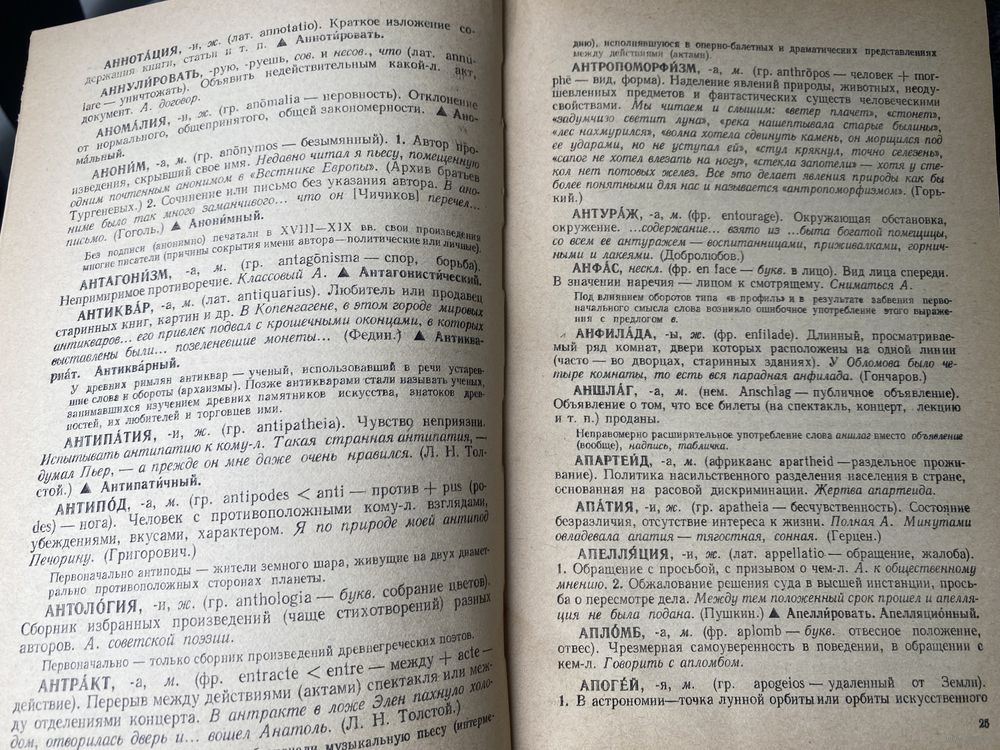 АННОТА́ЦИЯ, -и, ж. (лат. annotatio). Краткое изложение со-
держания книги, статьи и т. п. ▲ Анноти́ровать.
АННУЛИ́РОВАТЬ, -рую, -руешь, сов. и несов., что (лат. annu-
lare — уничтожать). Объявить недействительным какой-л. акт,
документ. А. договор.
АНОМА́ЛИЯ, -и, ж. (гр. anōmalia — неровность). Отклонение
от нормального, общепринятого, общей закономерности. ▲ Ано-
ма́льный.
АНОНИ́М, -а, м. (гр. anōnymos — безымянный). 1. Автор про-
изведения, скрывший свое имя. Недавно читал я пьесу, помещенную
одним почтенным анонимом в «Вестнике Европы». (Архив братьев
Тургеневых.) 2. Сочинение или письмо без указания автора. В ано-
ниме было так много заманчивого... что он [Чичиков] перечел...
письмо. (Гоголь.) ▲ Анони́мный.
Без подписи (анонимно) печатали в XVIII—XIX вв. свои произведения
многие писатели (причины сокрытия имени автора — политические или личные).
АНТАГОНИ́ЗМ, -а, м. (гр. antagōnisma — спор, борьба).
Непримиримое противоречие. Классовый А. ▲ Антагонисти́ческий.
АНТИКВА́Р, -а, м. (лат. antiquarius). Любитель или продавец
старинных книг, картин и др. В Копенгагене, в этом городе мировых
антикваров... его привлек подвал с крошечными оконцами, в которых
выставлены были... позеленевшие монеты... (Федин.) ▲ Антиква-
риа́т. Антиква́рный.
У древних римлян антиквар — ученый, использовавший в речи устарев-
шие слова и обороты (архаизмы). Позже антикварами стали называть ученых,
занимавшихся изучением древних памятников искусства, знатоков древ-
ностей, их любителей и торговцев ими.
АНТИПА́ТИЯ, -и, ж. (гр. antipatheia). Чувство неприязни.
Испытывать антипатию к кому-л. Такая странная антипатия, —
думал Пьер, — а прежде он мне даже очень нравился. (Л. Н. Тол-
стой.) ▲ Антипати́чный.
АНТИПО́Д, -а, м. (гр. antipodes < anti — против + pus (po-
des) — нога). Человек с противоположными кому-л. взглядами,
убеждениями, вкусами, характером. Я по природе моей антипод
Печорину. (Григорович.)
Первоначально антиподы — жители земного шара, живущие на двух диамет-
рально противоположных сторонах планеты.
АНТОЛО́ГИЯ, -и, ж. (гр. anthologia — букв. собрание цветов).
Сборник избранных произведений (чаще стихотворений) разных
авторов. А. советской поэзии.
Первоначально — только сборник произведений древнегреческих поэтов.
АНТРА́КТ, -а, м. (фр. entracte < entre — между + acte —
действие). Перерыв между действиями (актами) спектакля или меж-
ду отделениями концерта. В антракте в ложе Элен пахнуло холо-
дом, отворилась дверь и... вошел Анатоль. (Л. Н. Толстой.)
музыкальную пьесу (интерме-
дию), исполнявшуюся в оперно-балетных и драматических представлениях
между действиями (актами).
АНТРОПОМОРФИ́ЗМ, -а, м. (гр. anthrōpos — человек + mor-
phē — вид, форма). Наделение явлений природы, животных, неоду-
шевленных предметов и фантастических существ человеческими
свойствами. Мы читаем и слышим: «ветер плачет», «стонет»,
«задумчиво светит луна», «река нашептывала старые былины»,
«лес нахмурился», «волна хотела сдвинуть камень, он морщился под
ее ударами, но не уступал ей», «стул крякнул, точно селезень»,
«сапог не хотел влезать на ногу», «стекла запотели» — хотя у сте-
кол нет потовых желез. Все это делает явления природы как бы
более понятными для нас и называется «антропоморфизмом». (Горь-
кий.)
АНТУРА́Ж, -а, м. (фр. entourage). Окружающая обстановка,
окружение. ...содержание... взято из ...быта богатой помещицы,
со всем ее антуражем — воспитанницами, приживалками, горнич-
ными и лакеями. (Добролюбов.)
АНФА́С, нескл. (фр. en face — букв. в лицо). Вид лица спереди.
В значении наречия — лицом к смотрящему. Сниматься А.
Под влиянием оборотов типа «в профиль» и в результате забвения перво-
начального смысла слова возникло ошибочное употребление этого выраже-
ния с предлогом в.
АНФИЛА́ДА, -ы, ж. (фр. enfilade). Длинный, просматривае-
мый ряд комнат, двери которых расположены на одной линии
(часто — во дворцах, старинных зданиях). У Обломова было че-
тыре комнаты, то есть вся парадная анфилада. (Гончаров.)
АНШЛА́Г, -а, м. (нем. Anschlag — публичное объявление).
Объявление о том, что все билеты (на спектакль, концерт, лекцию
и т. п.) проданы.
Неправомерно расширительное употребление слова аншлаг вместо объявление
(вообще), надпись, табличка.
АПАРТЕИ́Д, -а, м. (африкаанс apartheid — раздельное прожи-
вание). Политика насильственного разделения населения в стране,
основанная на расовой дискриминации. Жертва апартеида.
АПА́ТИЯ, -и, ж. (гр. apatheia — бесчувственность). Состояние
безразличия, отсутствие интереса к жизни. Полная А. Минутами
овладевала апатия — тягостная, сонная. (Герцен.)
АПЕЛЛЯ́ЦИЯ, -и, ж. (лат. appellatio — обращение, жалоба).
1. Обращение с просьбой, с призывом о чем-л. А. к общественному
мнению. 2. Обжалование решения суда в высшей инстанции, прось-
ба о пересмотре дела. Между тем положенный срок прошел и апелля-
ция не была подана. (Пушкин.) ▲ Апелли́ровать. Апелляцио́нный.
АПЛО́МБ, -а, м. (фр. aplomb — букв. отвесное положение,
отвес). Чрезмерная самоуверенность в поведении, в обращении с
кем-л. Говорить с апломбом.
АПОГЕ́Й, -я, м. (гр. apogeios — удаленный от Земли).
1. В астрономии — точка лунной орбиты или орбиты искусственного
25